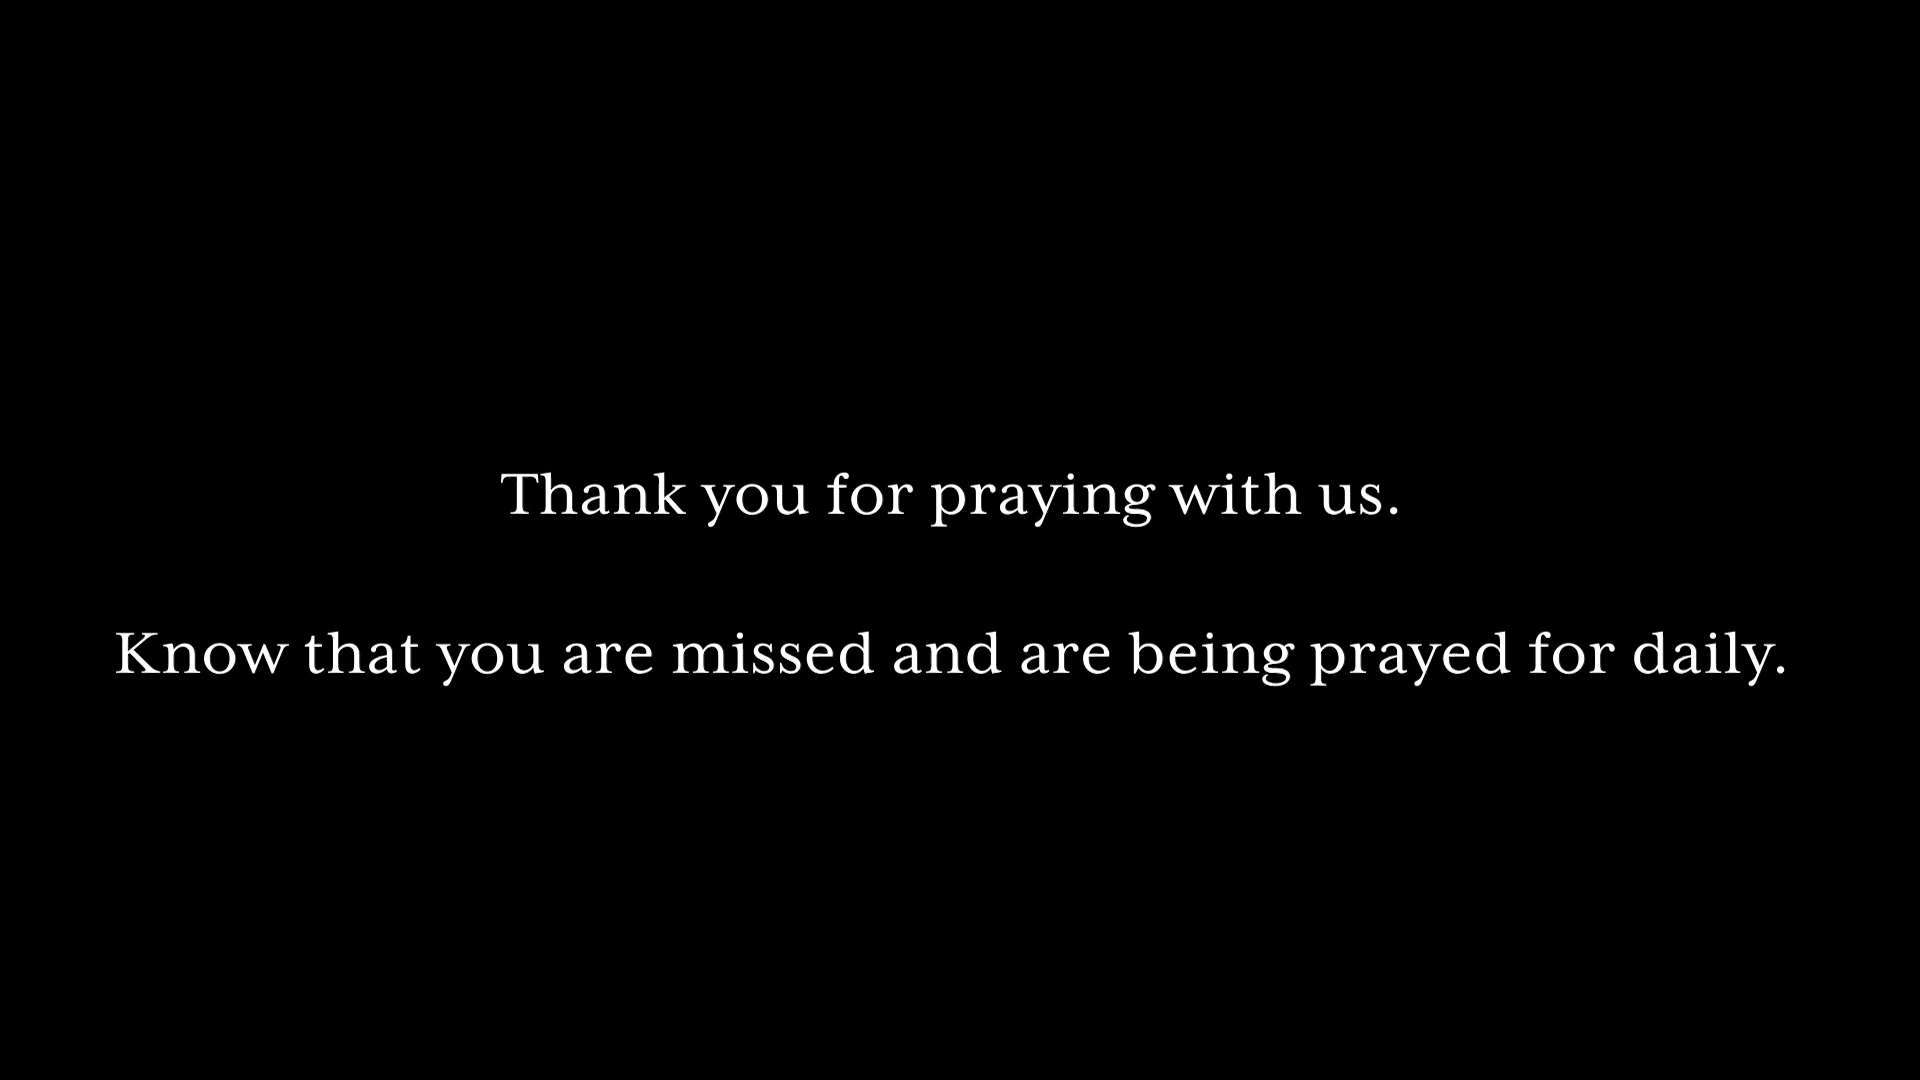 Thank you for praying with us.
Know that you are missed and are being prayed for daily.